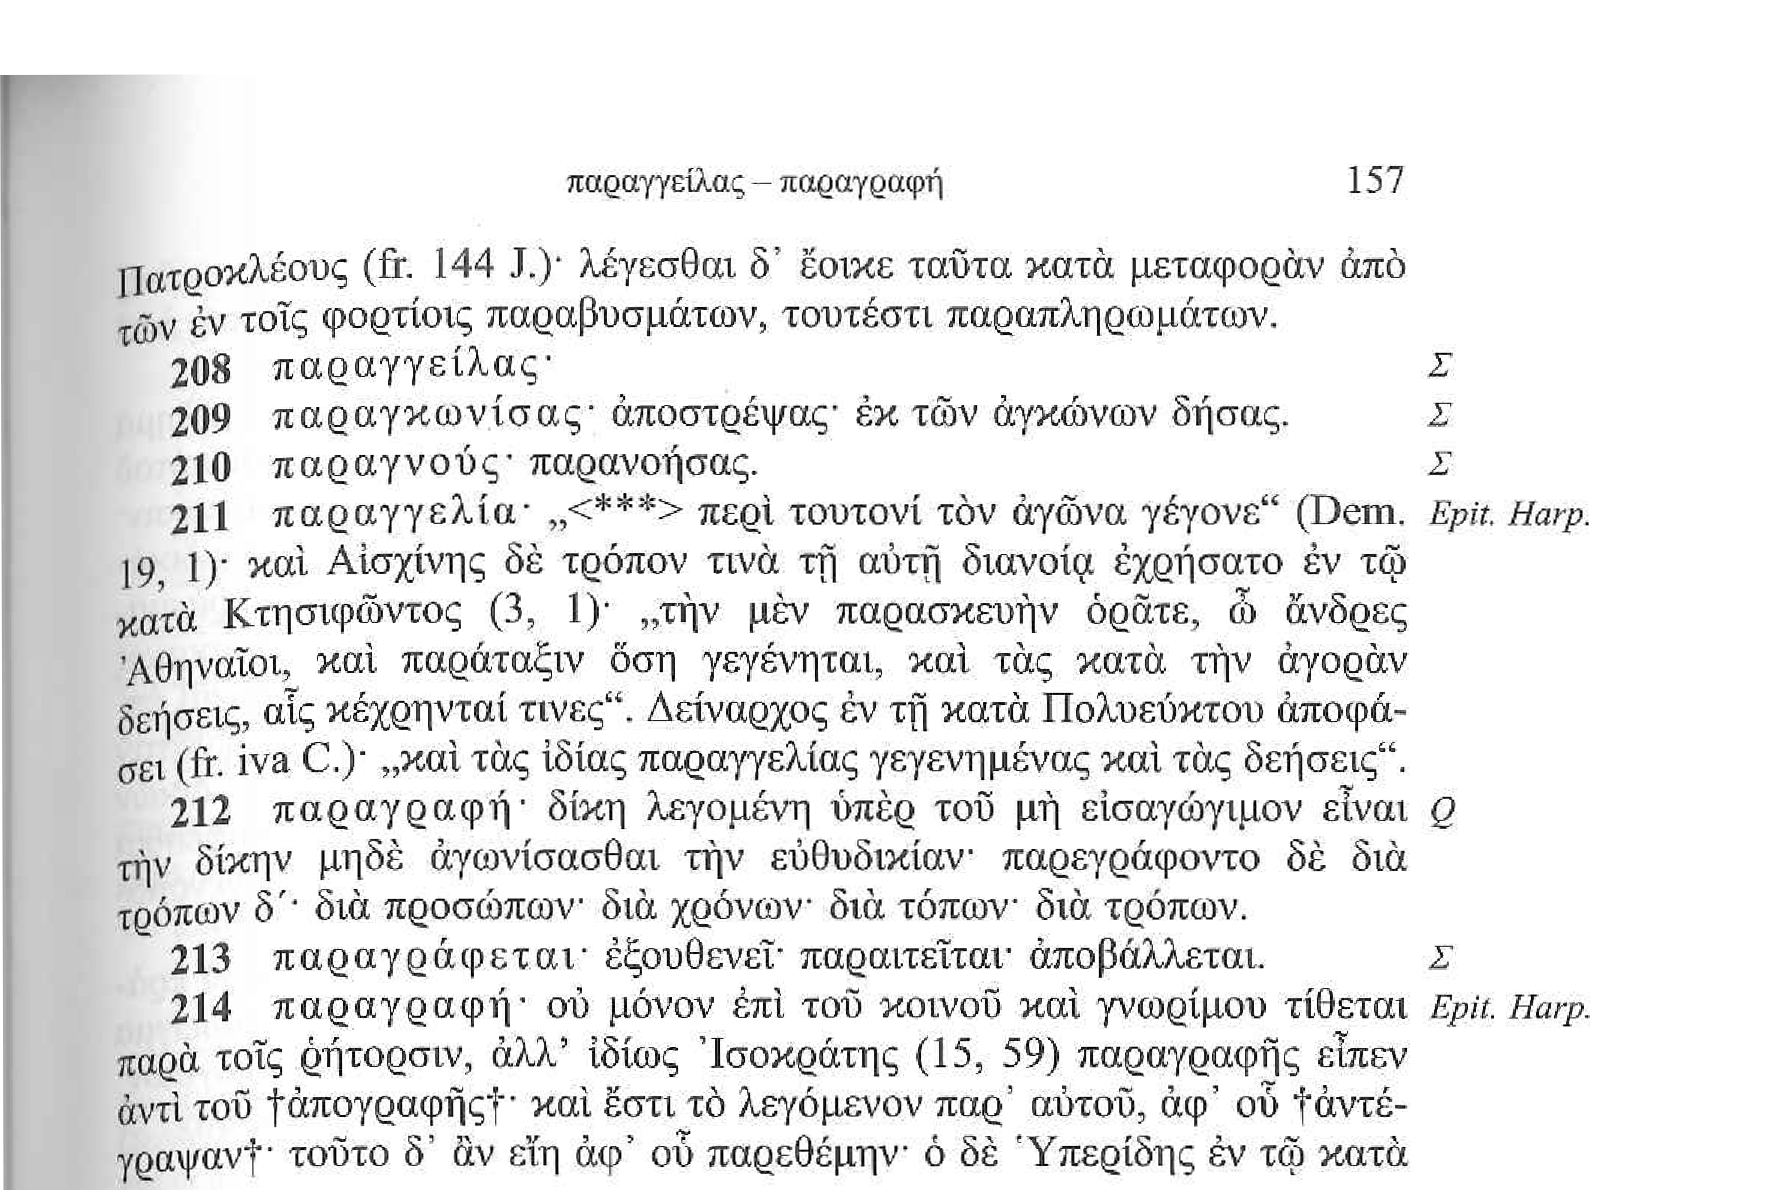 παραγγείλας – παραγραφή 157
Πατροκλέους (fr. 144 J.)· λέγεσθαι δ’ ἔοικε ταῦτα κατὰ μεταφορὰν ἀπὸ
τῶν ἐν τοῖς φορτίοις παραβυσμάτων, τουτέστι παραπληρωμάτων.
208 παραγγείλας· Σ
209 παραγκωνίσας· ἀποστρέψας· ἐκ τῶν ἀγκώνων δήσας. Σ
210 παραγνούς· παρανοήσας. Σ
211 παραγγελία· „<***> περὶ τουτονί τὸν ἀγῶνα γέγονε“ (Dem. Epit. Harp.
19, 1)· καὶ Αἰσχίνης δὲ τρόπον τινὰ τῇ αὐτῇ διανοίᾳ ἐχρήσατο ἐν τῷ
κατὰ Κτησιφῶντος (3, 1)· „τὴν μὲν παρασκευὴν ὁρᾶτε, ὦ ἄνδρες
Ἀθηναῖοι, καὶ παράταξιν ὅση γεγένηται, καὶ τὰς κατὰ τὴν ἀγορὰν
δεήσεις, αἷς κέχρηνταί τινες“. Δείναρχος ἐν τῇ κατὰ Πολυεύκτου ἀποφά-
σει (fr. iva C.)· „καὶ τὰς ἰδίας παραγγελίας γεγενημένας καὶ τὰς δεήσεις“.
212 παραγραφή· δίκη λεγομένη ὑπὲρ τοῦ μὴ εἰσαγώγιμον εἶναι Q
τὴν δίκην μηδὲ ἀγωνίσασθαι τὴν εὐθυδικίαν· παρεγράφοντο δὲ διὰ
τρόπων δ´· διὰ προσώπων· διὰ χρόνων· διὰ τόπων· διὰ τρόπων.
213 παραγράφεται· ἐξουθενεῖ· παραιτεῖται· ἀποβάλλεται. Σ
214 παραγραφή· οὐ μόνον ἐπὶ τοῦ κοινοῦ καὶ γνωρίμου τίθεται Epit. Harp.
παρὰ τοῖς ῥήτορσιν, ἀλλ’ ἰδίως Ἰσοκράτης (15, 59) παραγραφῆς εἶπεν
ἀντὶ τοῦ †ἀπογραφῆς†· καὶ ἔστι τὸ λεγόμενον παρ’ αὐτοῦ, ἀφ’ οὗ †ἀντέ-
γραψαν†· τοῦτο δ’ ἂν εἴη ἀφ’ οὗ παρεθέμην· ὁ δὲ Ὑπερίδης ἐν τῷ κατὰ